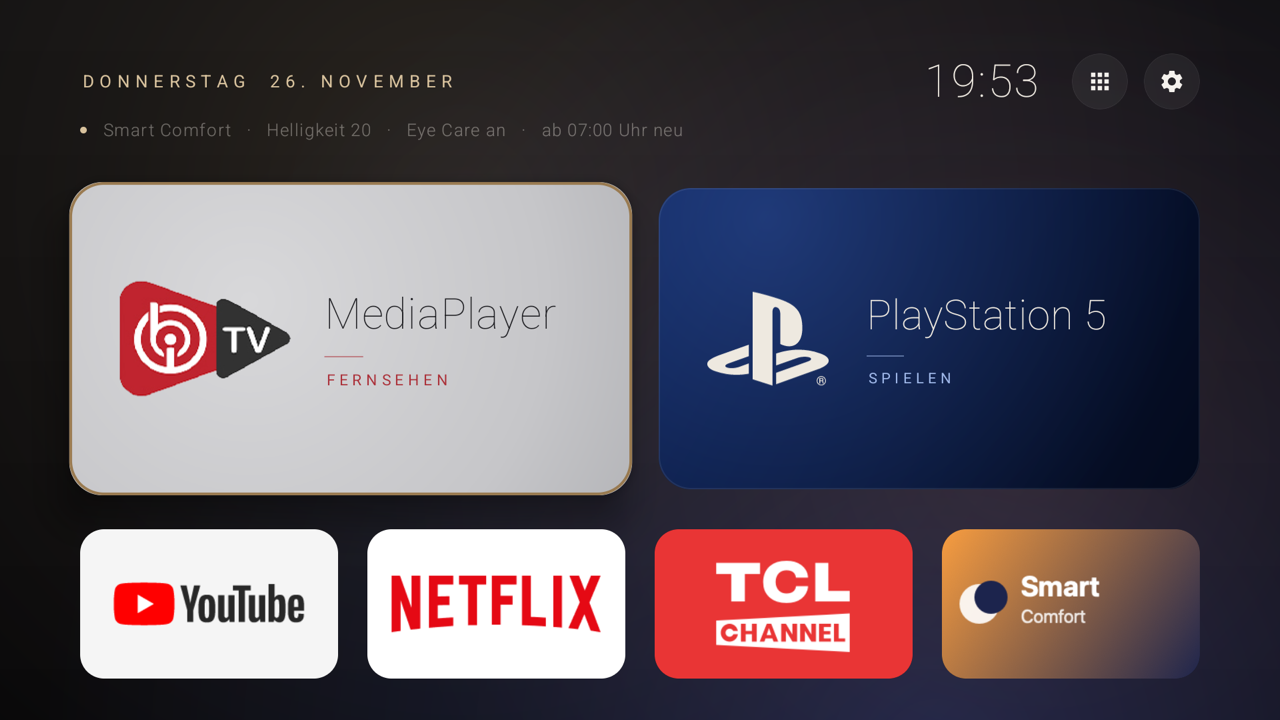 DONNERSTAG 26. NOVEMBER
19:53
Smart Comfort · Helligkeit 20 · Eye Care an · ab 07:00 Uhr neu
b TV
MediaPlayer
FERNSEHEN
PlayStation 5
SPIELEN
®
YouTube
NETFLIX
TCL
CHANNEL
Smart
Comfort